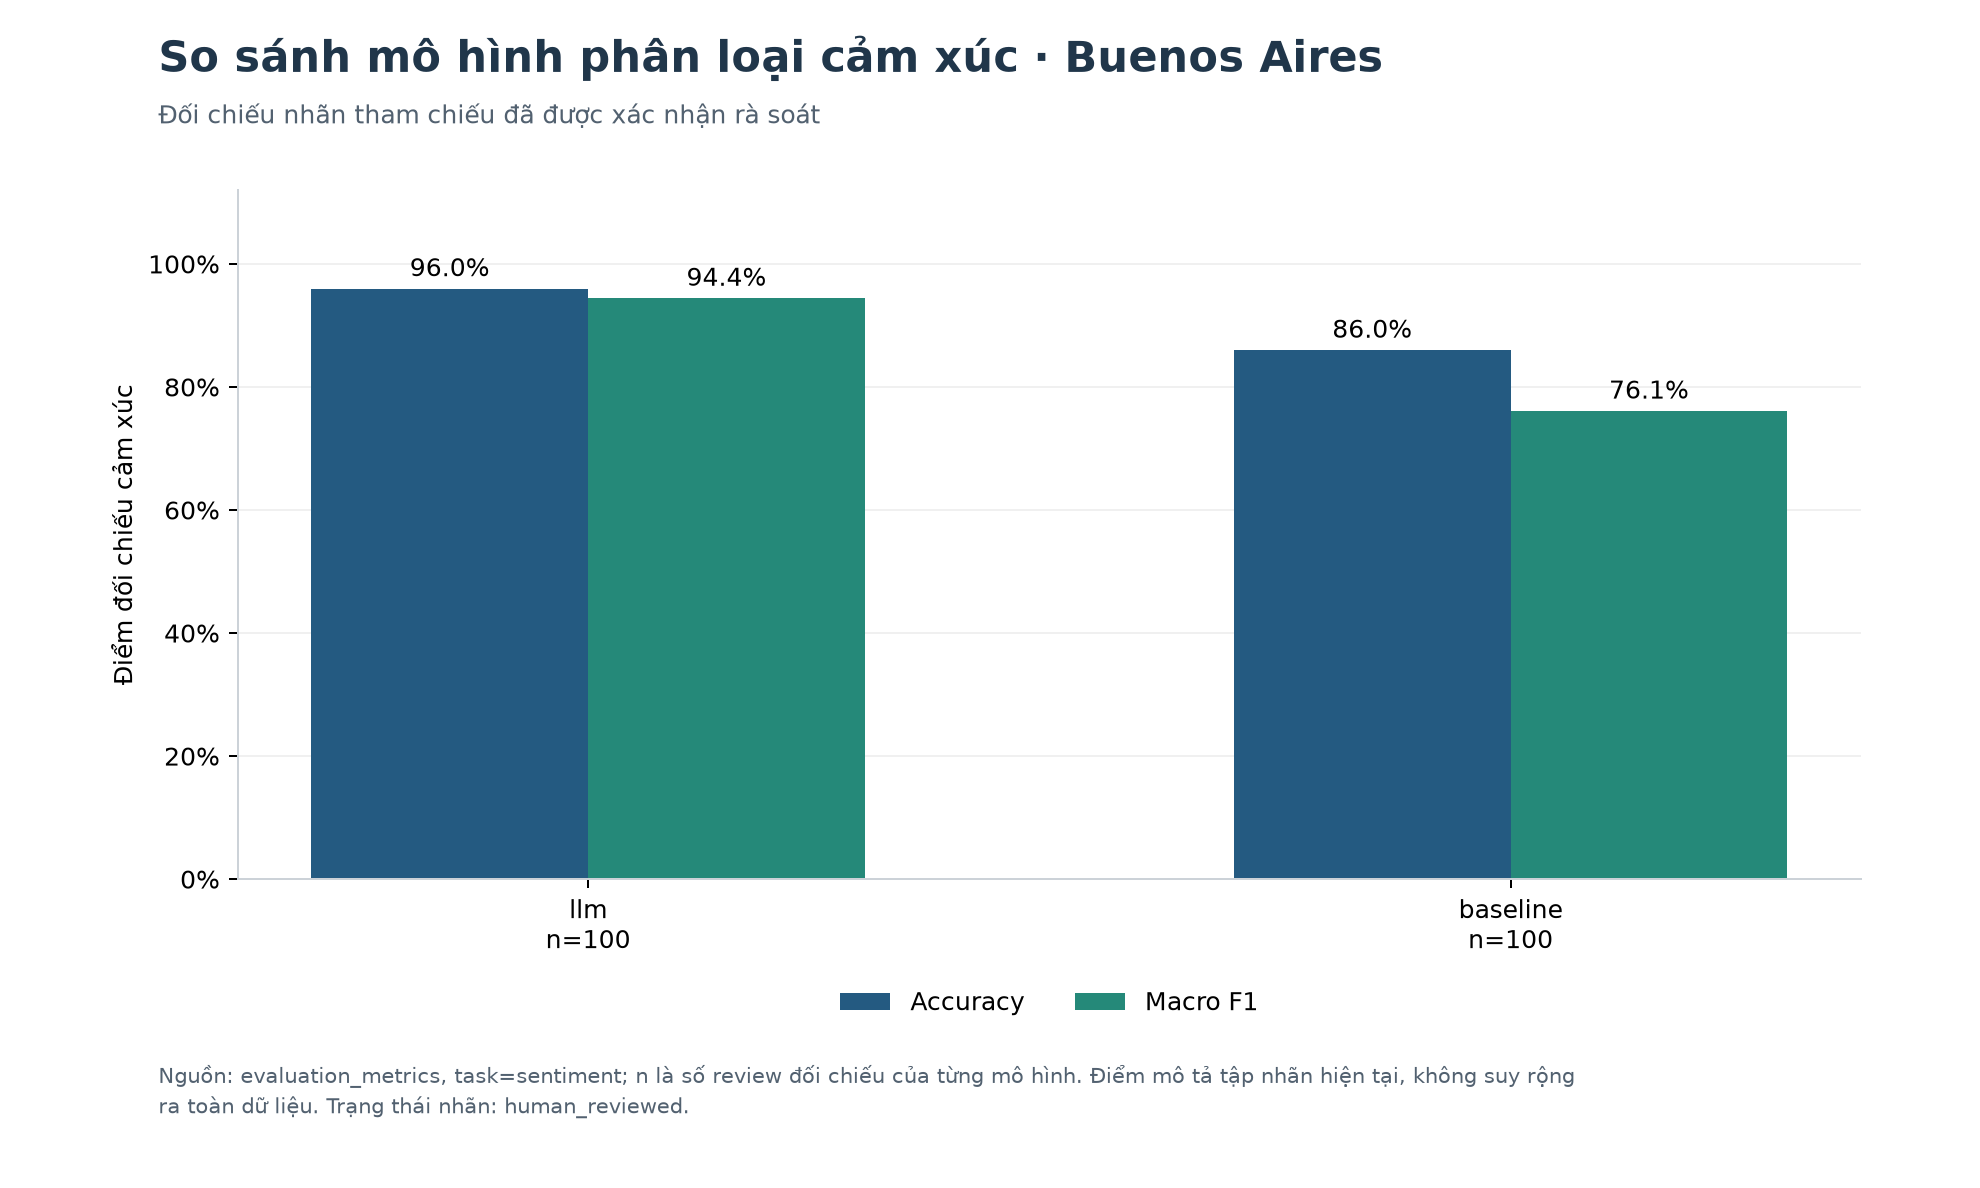 So sánh mô hình phân loại cảm xúc · Buenos Aires
Đối chiếu nhãn tham chiếu đã được xác nhận rà soát
Điểm đối chiếu cảm xúc
100%
80%
60%
40%
20%
0%
96.0%
94.4%
86.0%
76.1%
llm
n=100
baseline
n=100
Accuracy
Macro F1
Nguồn: evaluation_metrics, task=sentiment; n là số review đối chiếu của từng mô hình. Điểm mô tả tập nhãn hiện tại, không suy rộng
ra toàn dữ liệu. Trạng thái nhãn: human_reviewed.